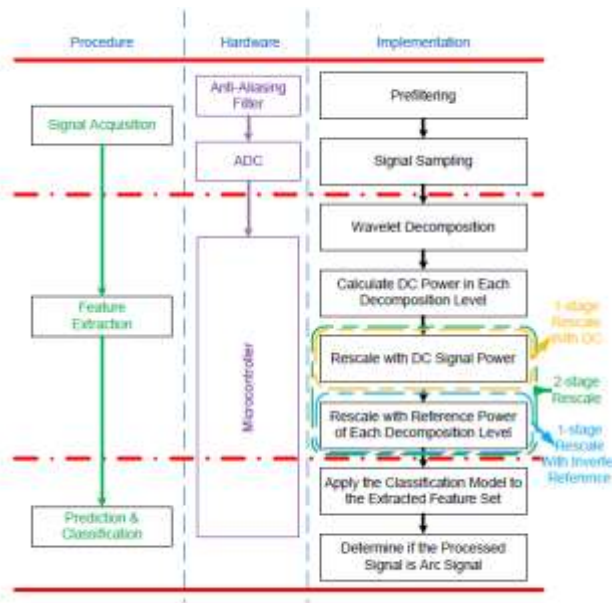 Procedure
Hardware
Implementation
Anti-Aliasing
Filter
Prefiltering
Signal Acquisition
ADC
Signal Sampling
Wavelet Decomposition
Calculate DC Power in Each
Decomposition Level
Feature
Extraction
Microcontroller
Rescale with DC Signal Power
1-stage
Rescale
With DC
2-stage
Rescale
Rescale with Reference Power
of Each Decomposition Level
1-stage
Rescale
With Inverte
Reference
Apply the Classification Model to
the Extracted Feature Set
Prediction &
Classification
Determine if the Processed
Signal is Arc Signal